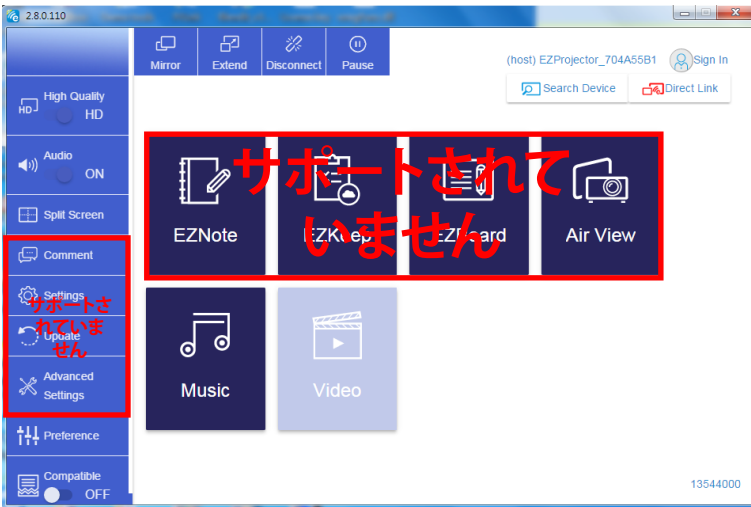 2.8.0.110
Mirror Extend Disconnect Pause
(host) EZProjector_704A55B1 Sign In
Search Device Direct Link
High Quality
HD HD
Audio
ON
Split Screen
Comment
Settings
Update
Advanced
Settings
Preference
Compatible
OFF
サポートさ
れていま
せん
サポートされて
いません
EZNote EZKeep EZBoard Air View
Music Video
13544000